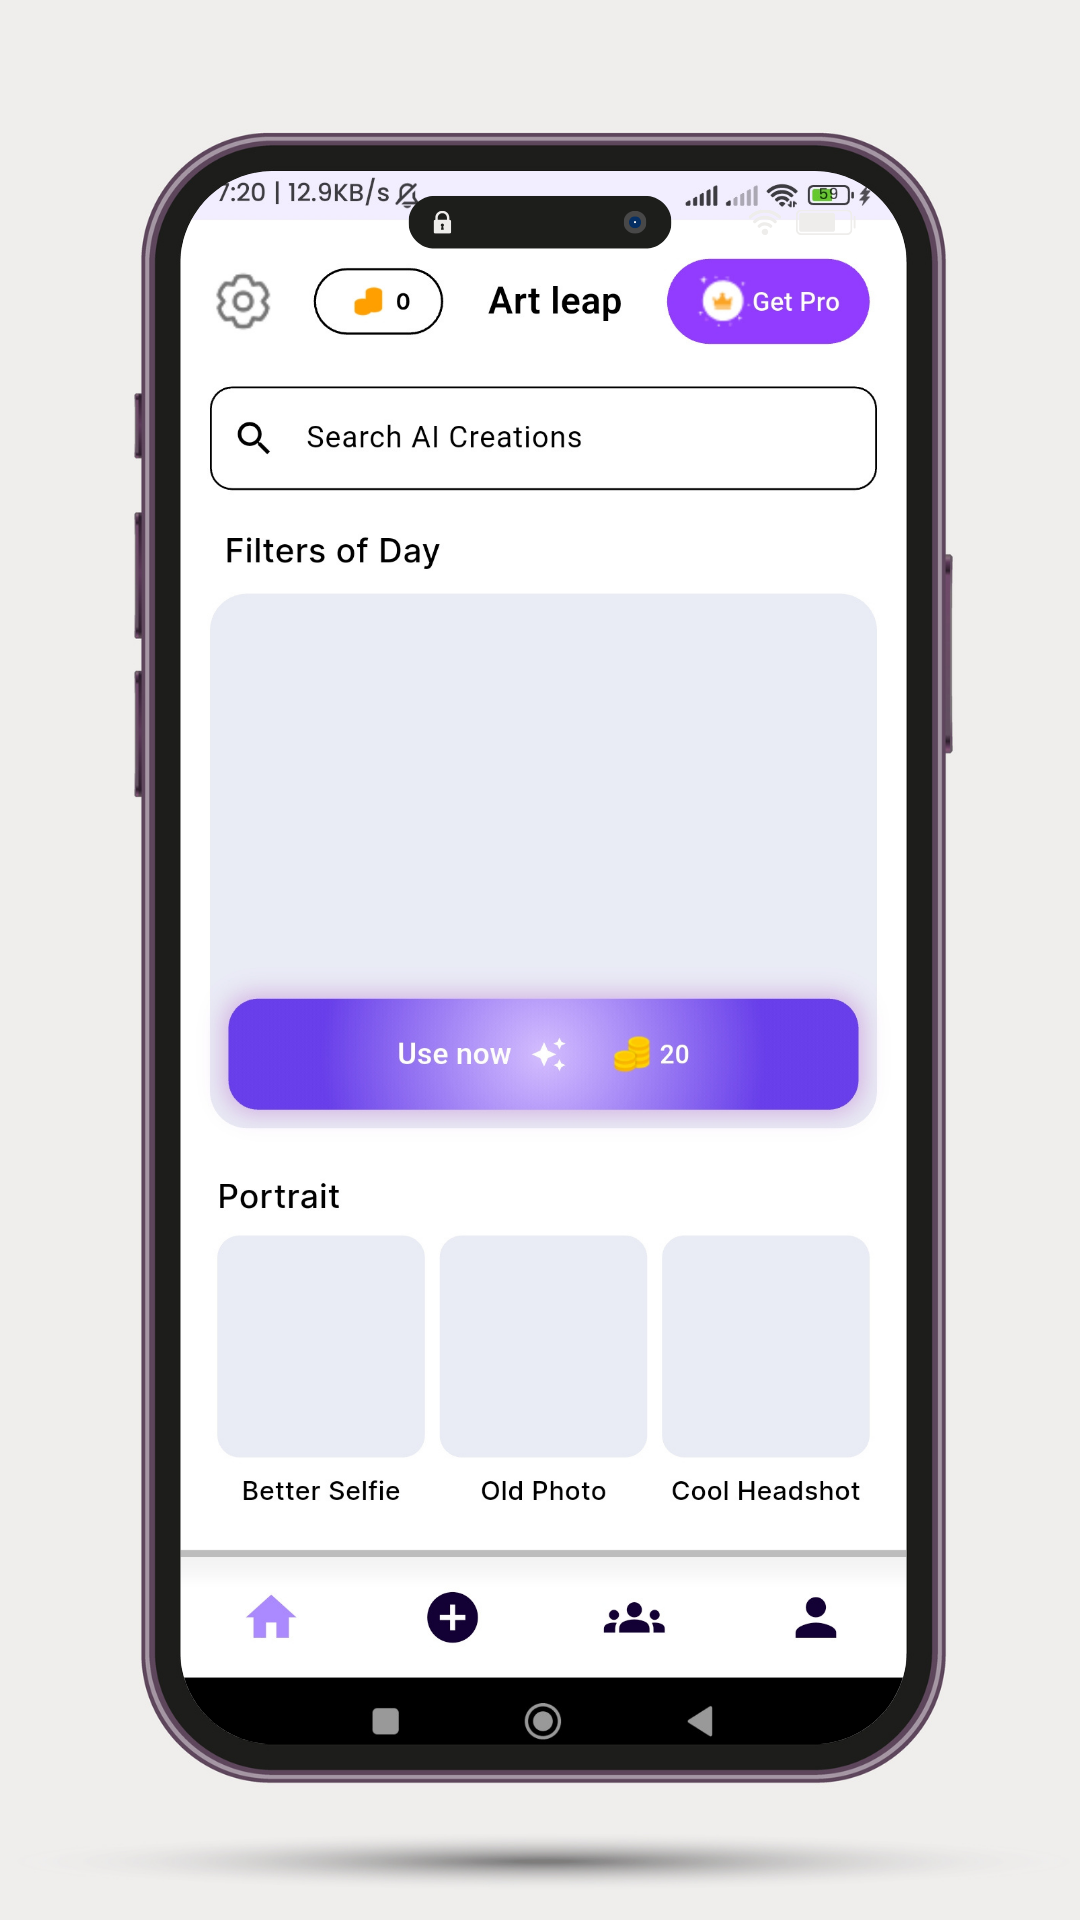 7:20 | 12.9KB/s
59
0
Art leap
Get Pro
Search AI Creations
Filters of Day
Use now
20
Portrait
Better Selfie
Old Photo
Cool Headshot